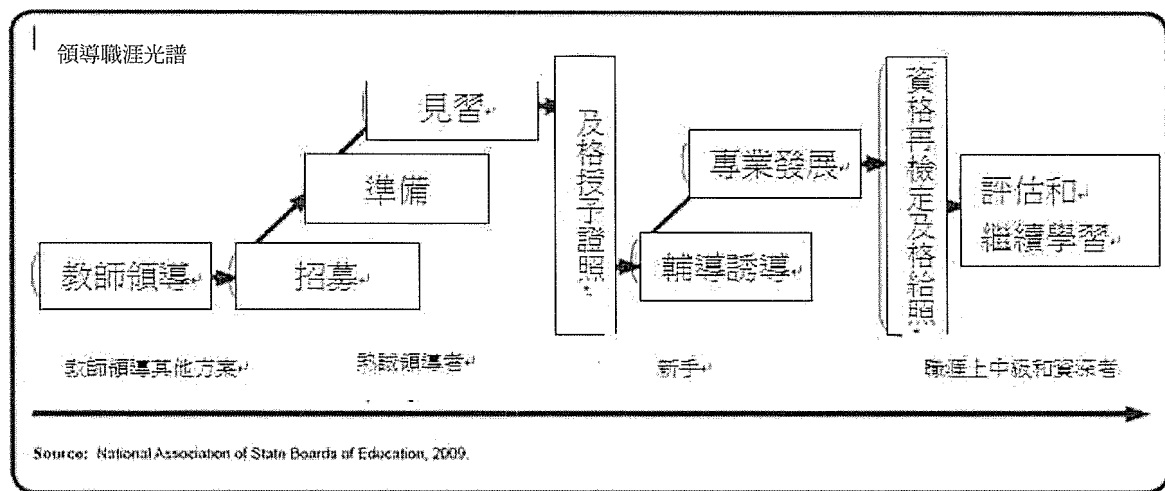 領導職涯光譜
見習
準備
教師領導
招募
及格授予證照
專業發展
輔導誘導
資格再檢定及格給照
評估和
繼續學習
教師領導其他方案
熱誠領導者
新手
職涯上中級和資深者
Source: National Association of State Boards of Education, 2009.